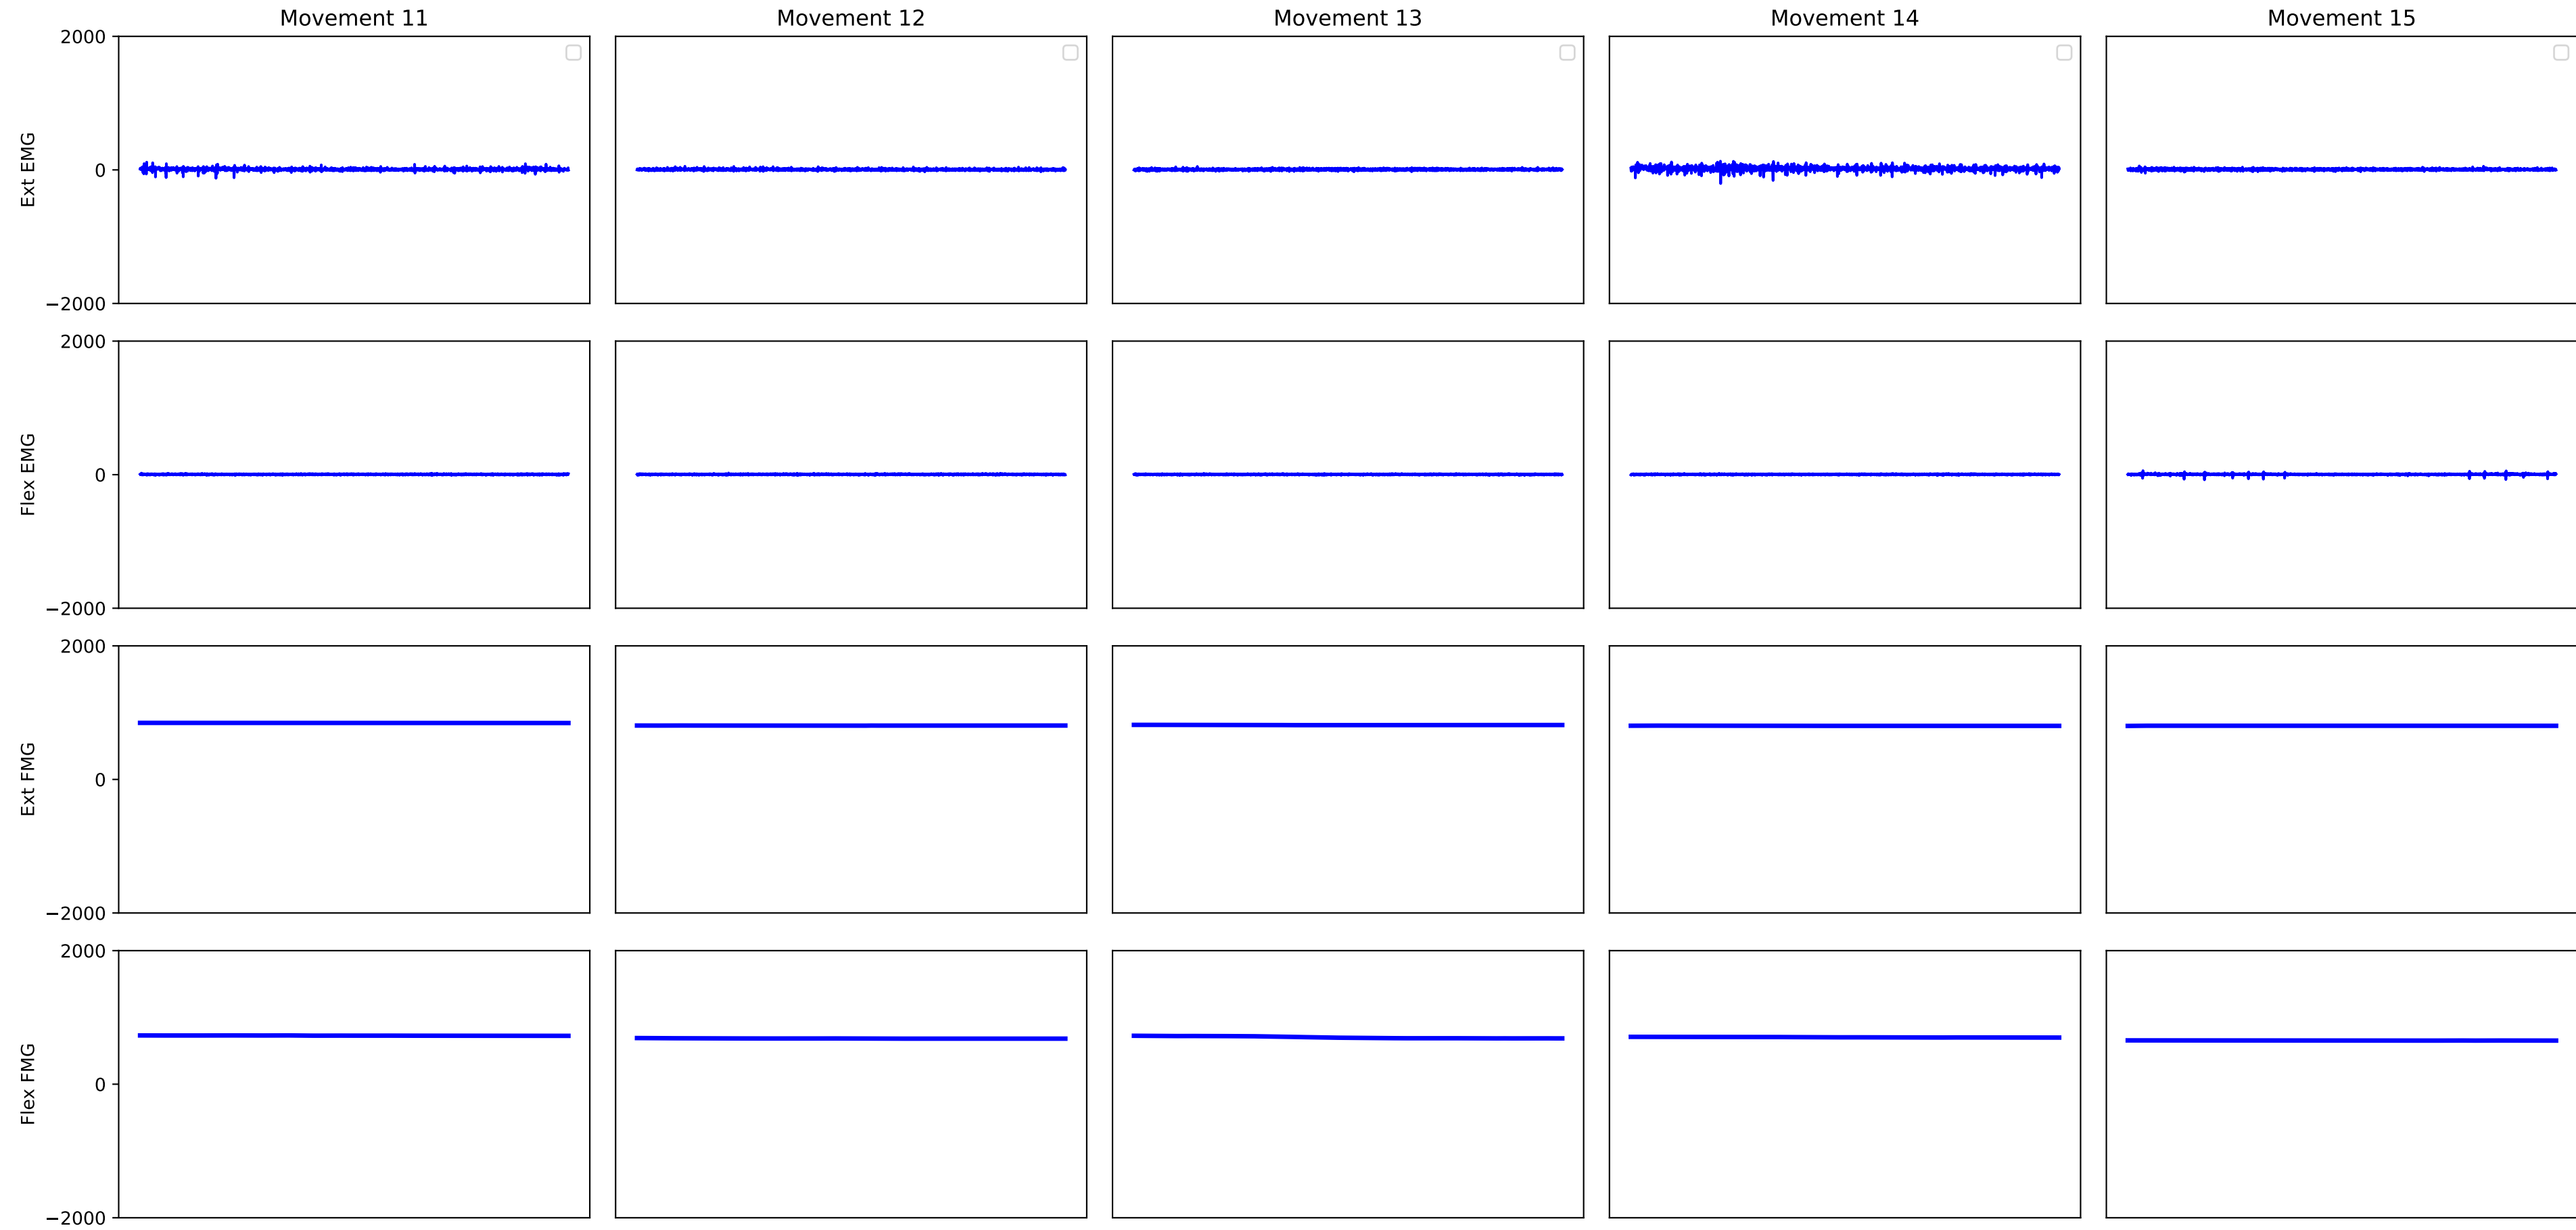 Movement 11 Movement 12 Movement 13 Movement 14 Movement 15
2000
Ext EMG
0
−2000
2000
Flex EMG
0
−2000
2000
Ext FMG
0
−2000
2000
Flex FMG
0
−2000